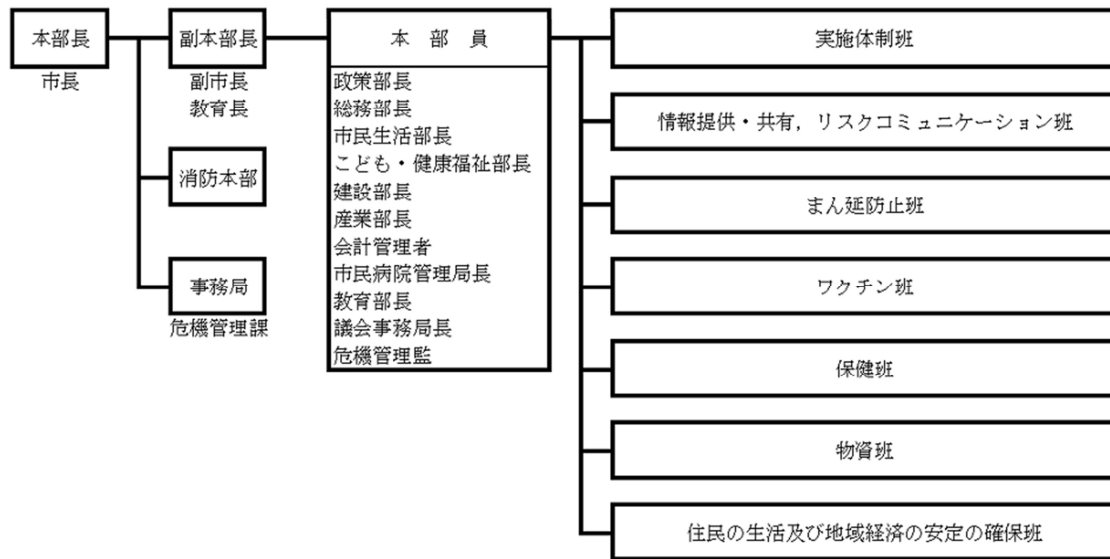 本部長
市長
副本部長
副市長
教育長
消防本部
事務局
危機管理課
本部員
政策部長
総務部長
市民生活部長
こども・健康福祉部長
建設部長
産業部長
会計管理者
市民病院管理局長
教育部長
議会事務局長
危機管理監
実施体制班
情報提供・共有，リスクコミュニケーション班
まん延防止班
ワクチン班
保健班
物資班
住民の生活及び地域経済の安定の確保班